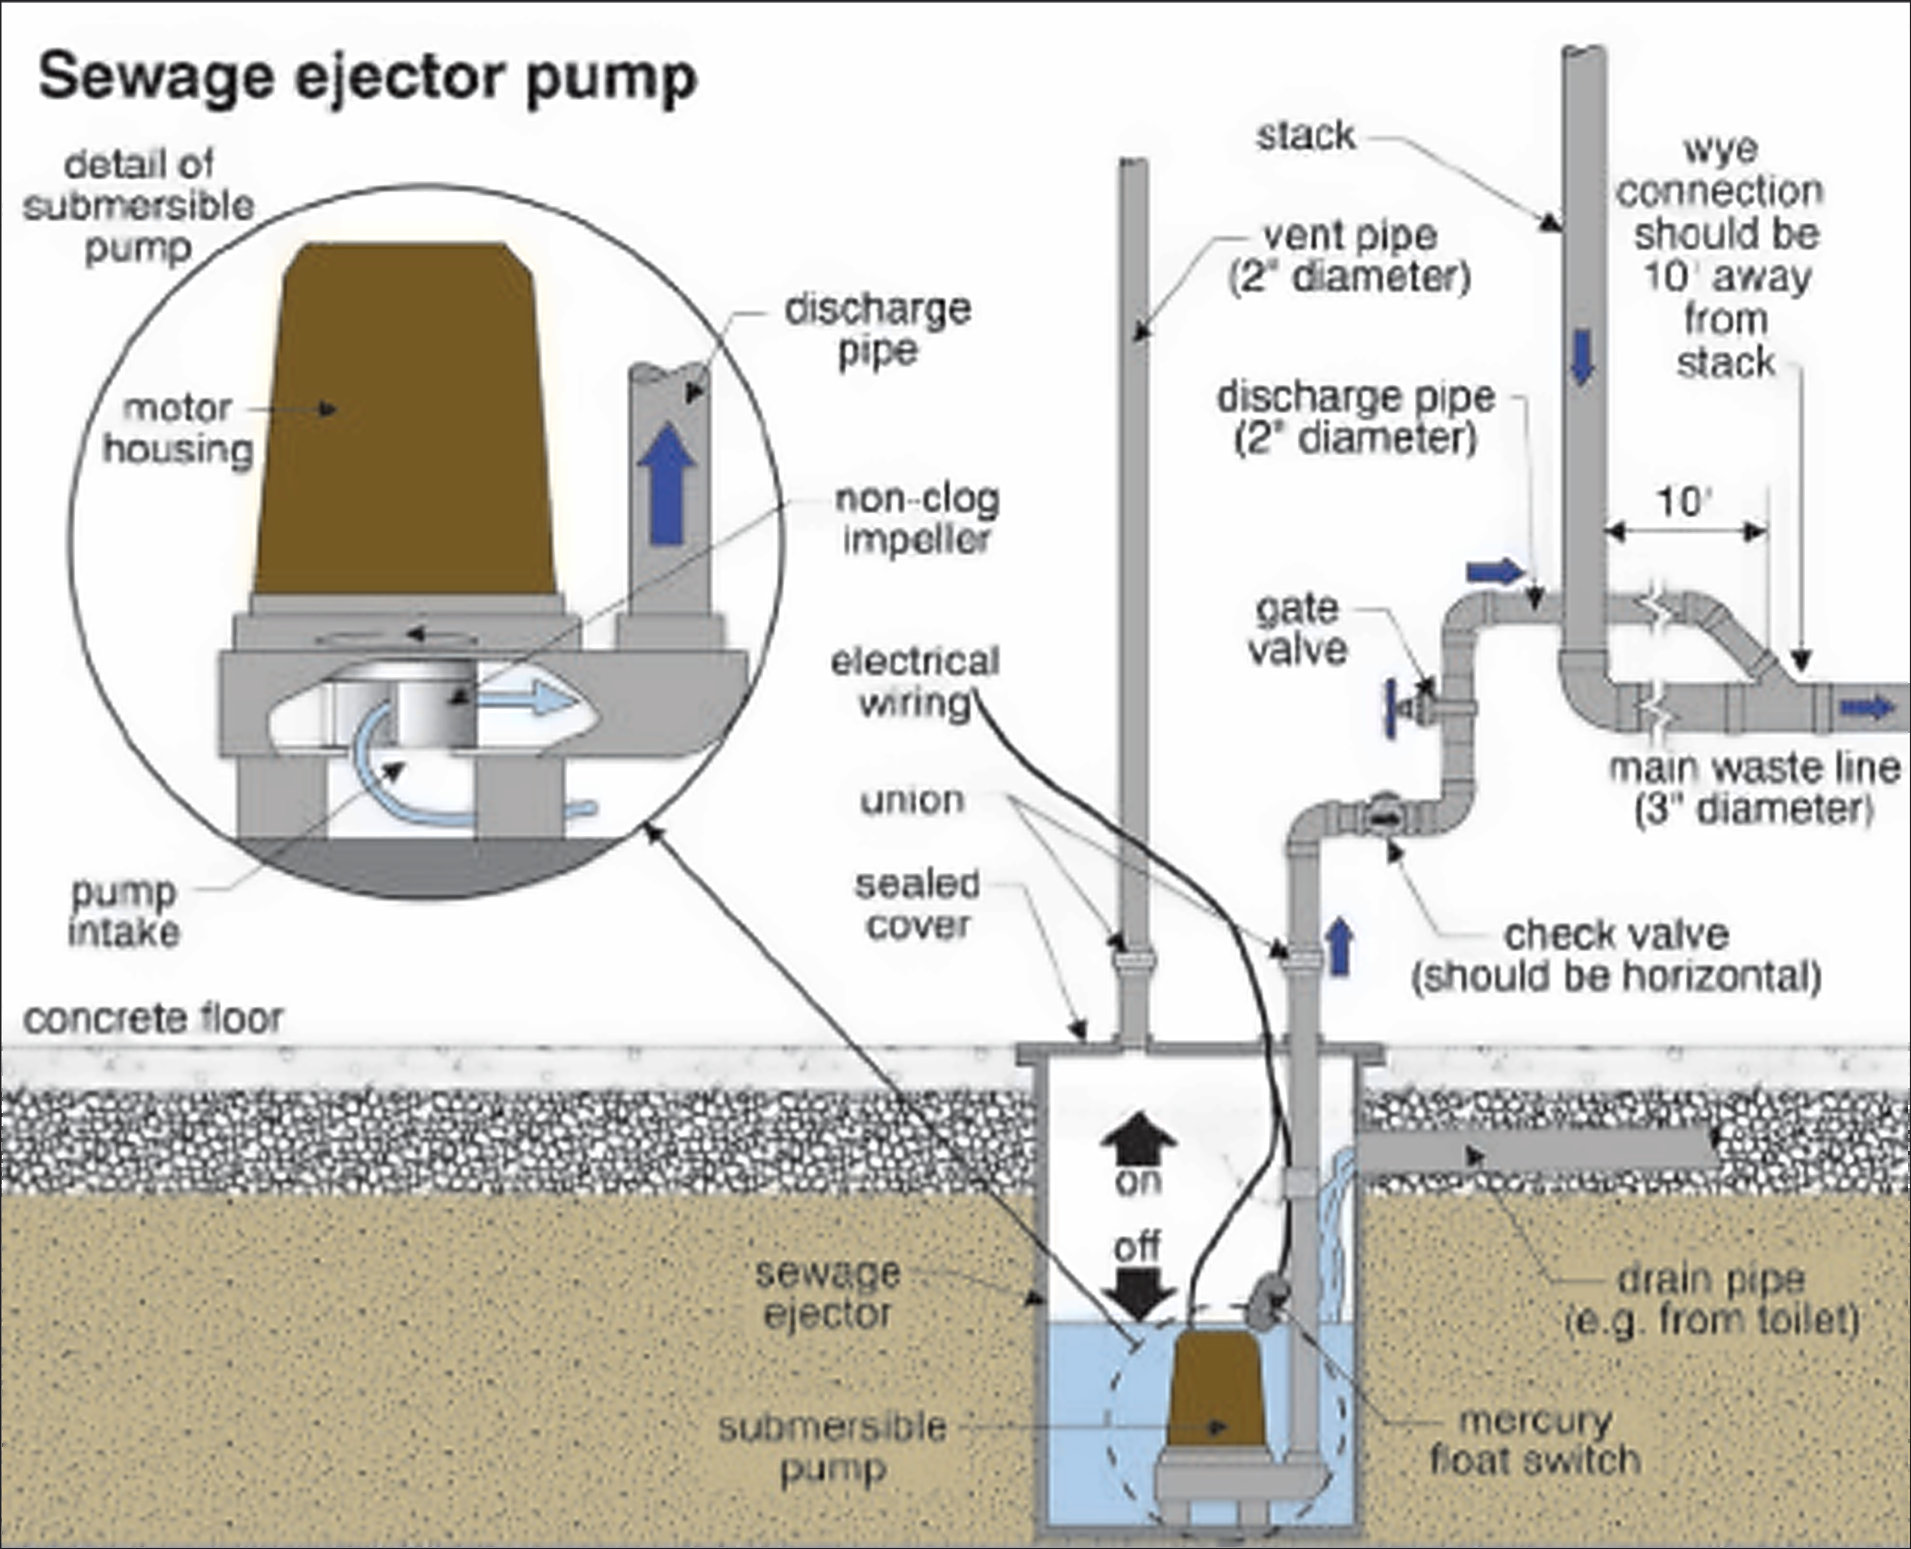 Sewage ejector pump
detail of
submersible
pump
motor
housing
discharge
pipe
non-clog
impeller
pump
intake
concrete floor
stack
wye
connection
should be
10' away
from
stack
vent pipe
(2" diameter)
discharge pipe
(2" diameter)
10'
gate
valve
electrical
wiring
main waste line
(3" diameter)
union
sealed
cover
check valve
(should be horizontal)
on
off
sewage
ejector
drain pipe
(e.g. from toilet)
submersible
pump
mercury
float switch